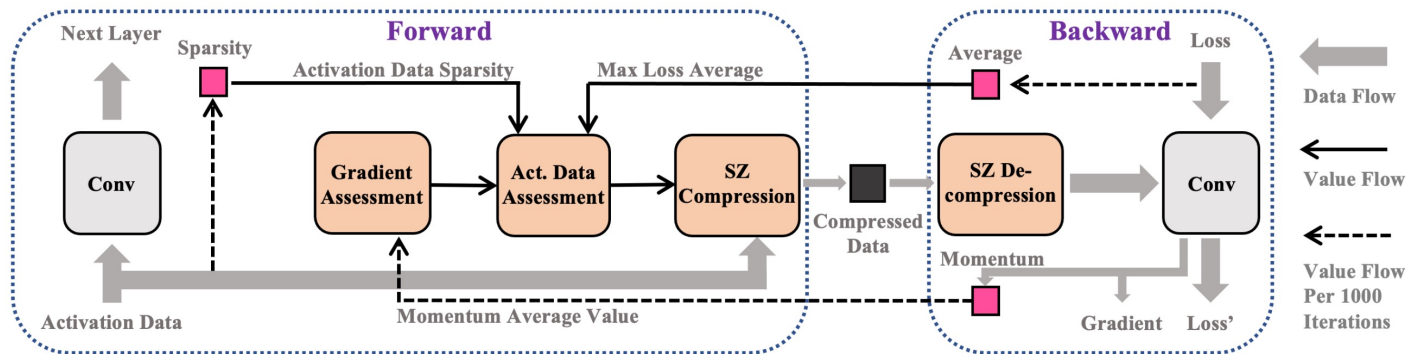 Next Layer
Forward
Sparsity
Activation Data Sparsity
Max Loss Average
Conv
Gradient
Assessment
Act. Data
Assessment
SZ
Compression
Activation Data
Momentum Average Value
Compressed
Data
Backward
Average
Loss
SZ De-
compression
Conv
Momentum
Gradient
Loss’
Data Flow
Value Flow
Value Flow
Per 1000
Iterations